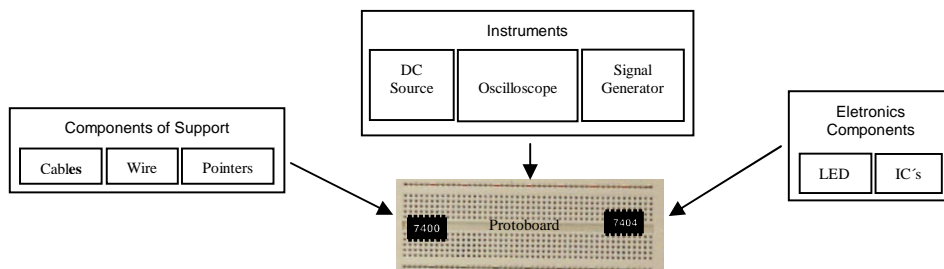 Instruments
DC
Source
Oscilloscope
Signal
Generator
Components of Support
Cables
Wire
Pointers
Eletronics
Components
LED
IC´s
7400
Protoboard
7404